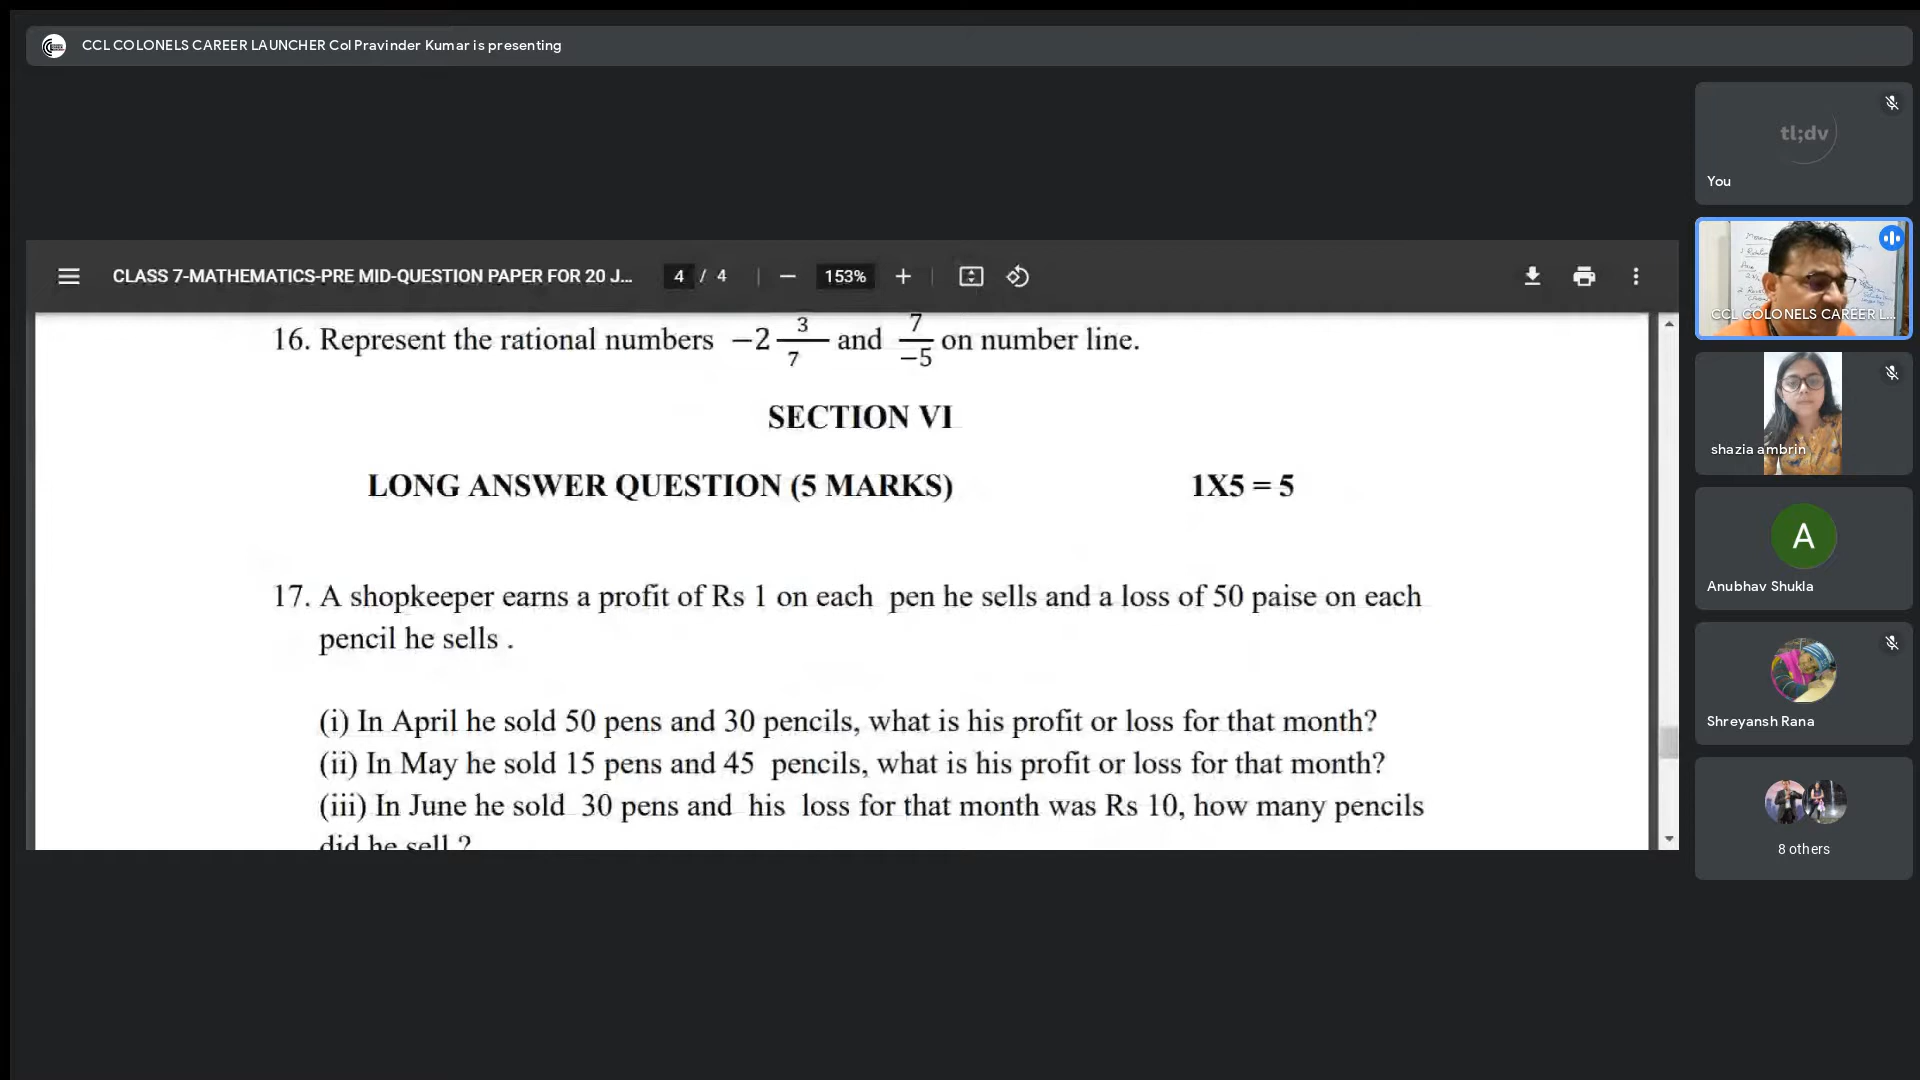 CCL COLONELS CAREER LAUNCHER Col Pravinder Kumar is presenting
tl;dv
You
CCL COLONELS CAREER L...
shazia ambrin
A
Anubhav Shukla
Shreyansh Rana
8 others
CLASS 7-MATHEMATICS-PRE MID-QUESTION PAPER FOR 20 J... 4 / 4 153%
16. Represent the rational numbers −2 3/7 and 7/−5 on number line.
SECTION VI
LONG ANSWER QUESTION (5 MARKS) 1X5 = 5
17. A shopkeeper earns a profit of Rs 1 on each pen he sells and a loss of 50 paise on each
pencil he sells .
(i) In April he sold 50 pens and 30 pencils, what is his profit or loss for that month?
(ii) In May he sold 15 pens and 45 pencils, what is his profit or loss for that month?
(iii) In June he sold 30 pens and his loss for that month was Rs 10, how many pencils
did he sell ?